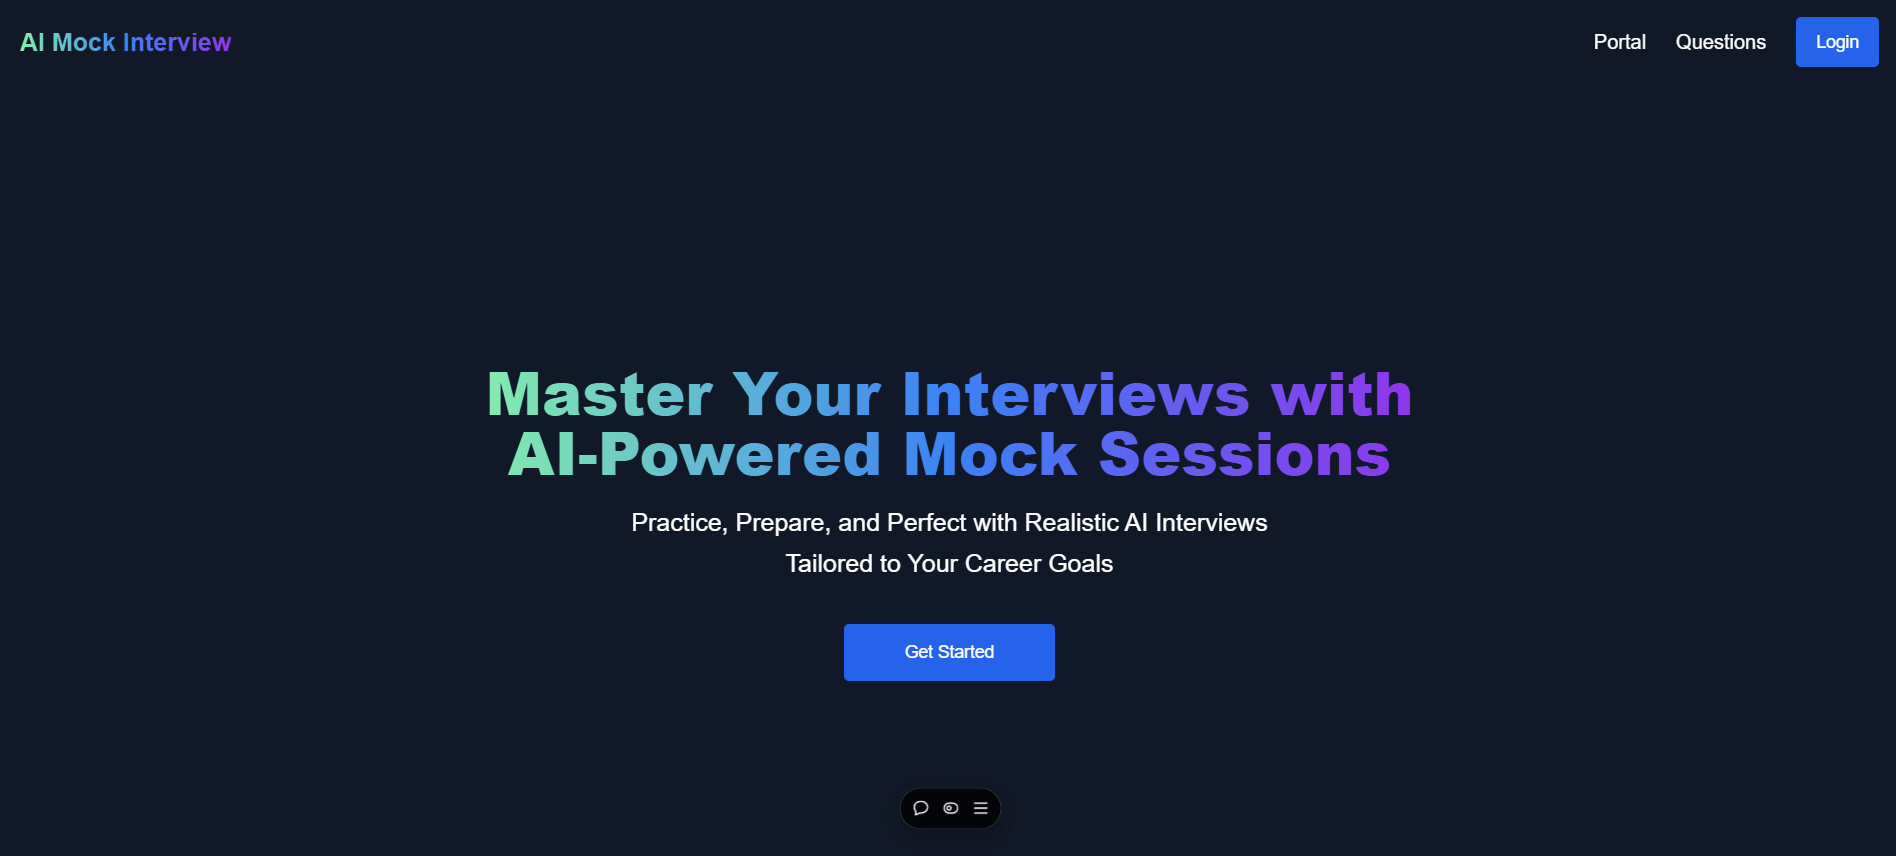 AI Mock Interview
Portal
Questions
Login
Master Your Interviews with
AI-Powered Mock Sessions
Practice, Prepare, and Perfect with Realistic AI Interviews
Tailored to Your Career Goals
Get Started